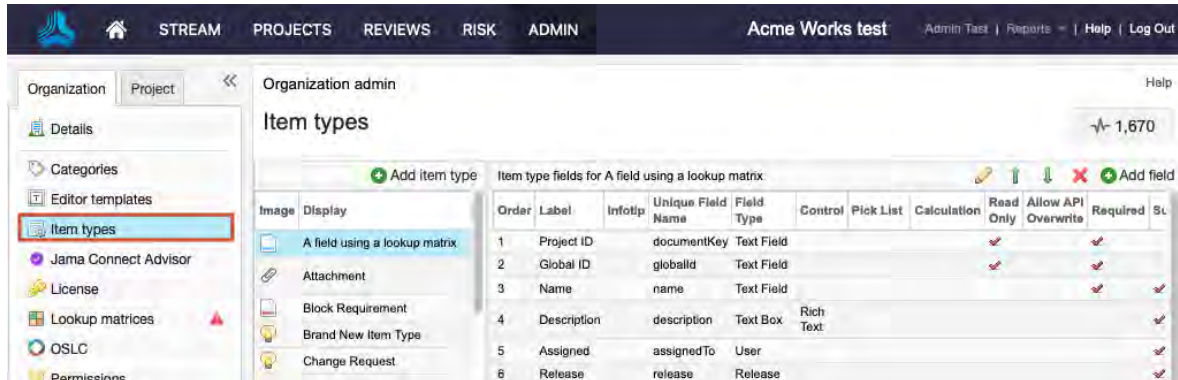 STREAM PROJECTS REVIEWS RISK ADMIN Acme Works test Admin Test | Reports | Help | Log Out
Organization Project «
Organization admin Help
Item types 1,670
Details
Categories
Editor templates
Item types
Jama Connect Advisor
License
Lookup matrices
OSLC
Permissions
Add item type
Image Display
A field using a lookup matrix
Attachment
Block Requirement
Brand New Item Type
Change Request
Item type fields for A field using a lookup matrix Add field
Order Label Infotip Unique Field Name Field Type Control Pick List Calculation Read Only Allow API Overwrite Required Su
1 Project ID documentKey Text Field
2 Global ID globalId Text Field
3 Name name Text Field
4 Description description Text Box Rich Text
5 Assigned assignedTo User
6 Release release Release